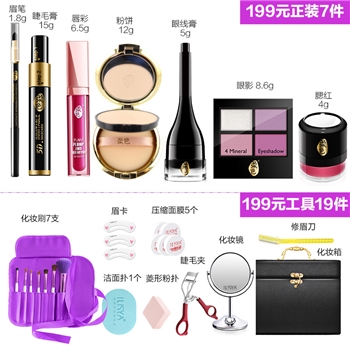 199元正装7件
眉笔
1.8g
睫毛膏
15g
唇彩
6.5g
粉饼
12g
眼线膏
5g
眼影 8.6g
腮红
4g
柔色
4 Mineral Eyeshadow
199元工具19件
化妆刷7支
眉卡
压缩面膜5个
化妆镜
修眉刀
化妆箱
洁面扑1个
菱形粉扑
睫毛夹